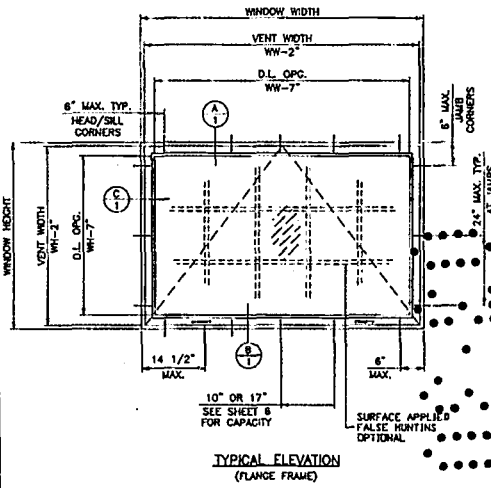 WINDOW WIDTH
VENT WIDTH
WW-2"
D.L. OPG.
WW-7"
6" MAX. TYP.
HEAD/SILL
CORNERS
A
1
6" MAX.
JAMB
CORNERS
C
1
WINDOW HEIGHT
VENT WIDTH
WH-2"
D.L. OPG.
WH-7"
24" MAX. TYP.
AT JAMBS
B
1
14 1/2"
MAX.
6"
MAX.
10" OR 17"
SEE SHEET 6
FOR CAPACITY
SURFACE APPLIED
FALSE MUNTINS
OPTIONAL
TYPICAL ELEVATION
(FLANGE FRAME)